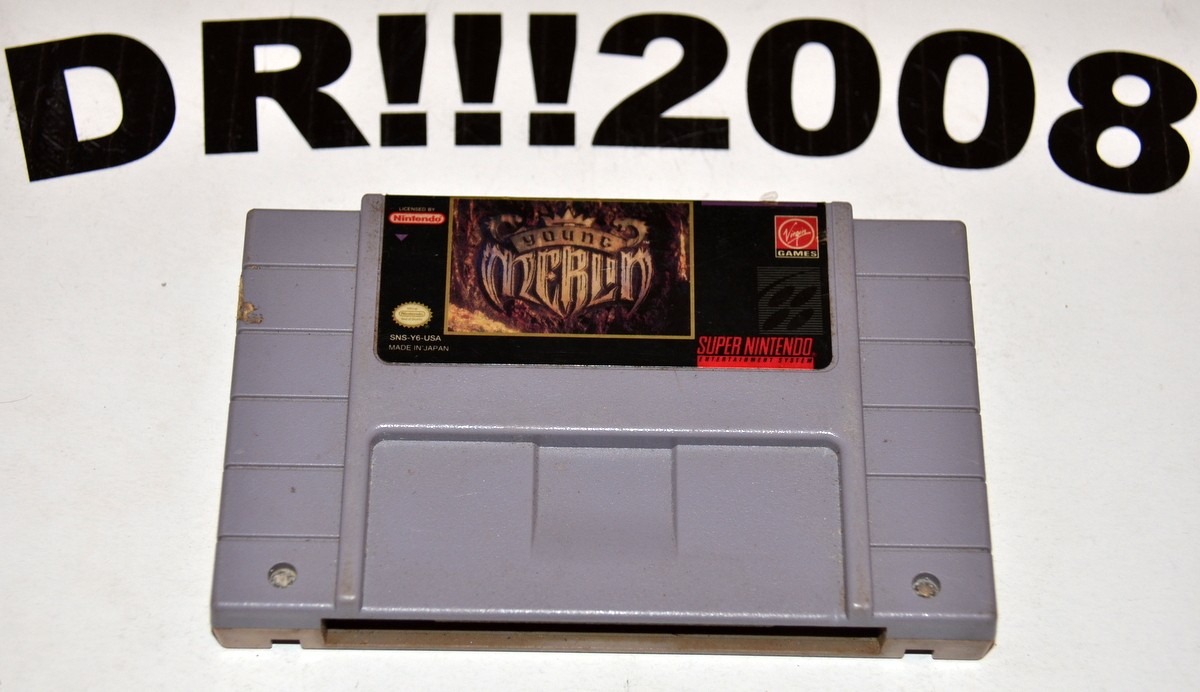 DR!!!2008
LICENSED BY
Nintendo
YOUNG
MERLIN
Virgin
GAMES
SNS-Y6-USA
MADE IN JAPAN
SUPER NINTENDO
ENTERTAINMENT SYSTEM